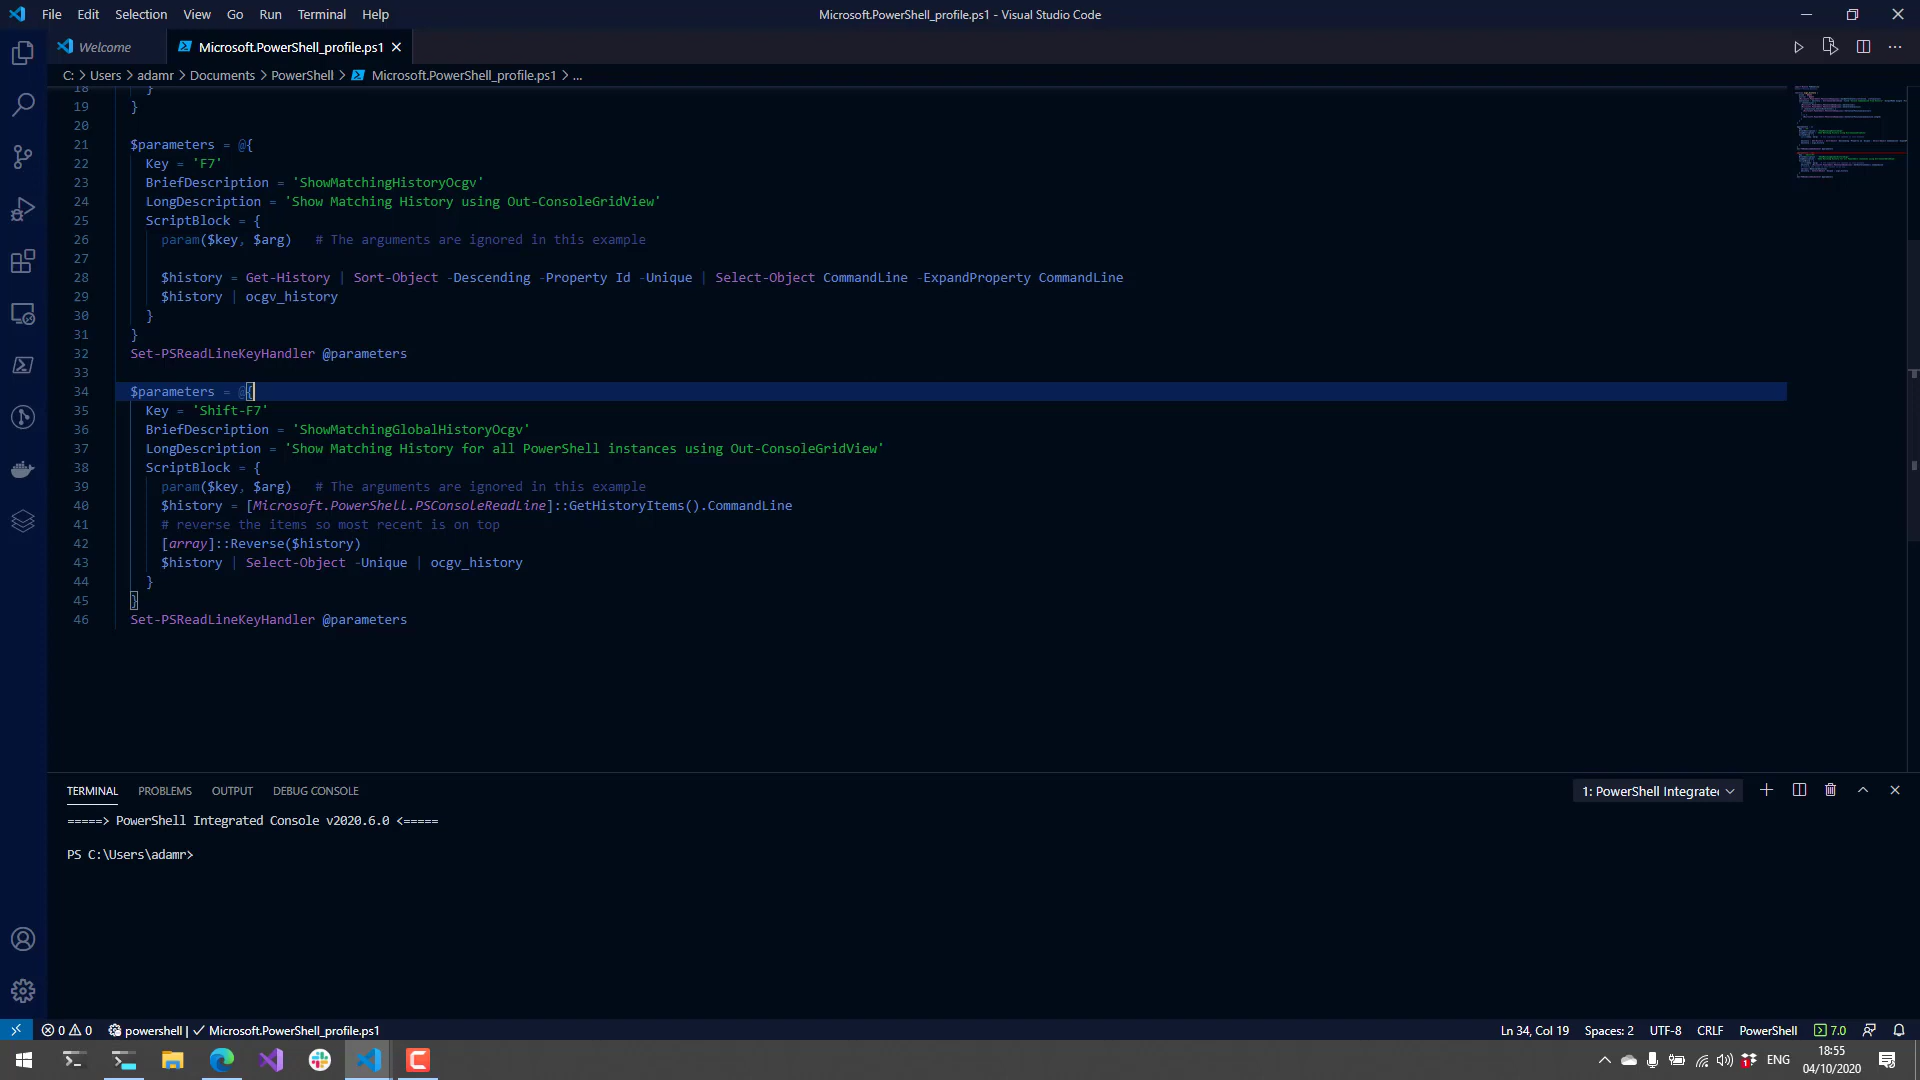 File Edit Selection View Go Run Terminal Help
Microsoft.PowerShell_profile.ps1 - Visual Studio Code
Welcome
Microsoft.PowerShell_profile.ps1
C: > Users > adamr > Documents > PowerShell > Microsoft.PowerShell_profile.ps1 > ...
18 }
19 }
20
21 $parameters = @{
22 Key = 'F7'
23 BriefDescription = 'ShowMatchingHistoryOcgv'
24 LongDescription = 'Show Matching History using Out-ConsoleGridView'
25 ScriptBlock = {
26 param($key, $arg) # The arguments are ignored in this example
27
28 $history = Get-History | Sort-Object -Descending -Property Id -Unique | Select-Object CommandLine -ExpandProperty CommandLine
29 $history | ocgv_history
30 }
31 }
32 Set-PSReadLineKeyHandler @parameters
33
34 $parameters = @{
35 Key = 'Shift-F7'
36 BriefDescription = 'ShowMatchingGlobalHistoryOcgv'
37 LongDescription = 'Show Matching History for all PowerShell instances using Out-ConsoleGridView'
38 ScriptBlock = {
39 param($key, $arg) # The arguments are ignored in this example
40 $history = [Microsoft.PowerShell.PSConsoleReadLine]::GetHistoryItems().CommandLine
41 # reverse the items so most recent is on top
42 [array]::Reverse($history)
43 $history | Select-Object -Unique | ocgv_history
44 }
45 }
46 Set-PSReadLineKeyHandler @parameters
TERMINAL PROBLEMS OUTPUT DEBUG CONSOLE
1: PowerShell Integrated
=====> PowerShell Integrated Console v2020.6.0 <=====
PS C:\Users\adamr>
0 0 powershell | Microsoft.PowerShell_profile.ps1
Ln 34, Col 19 Spaces: 2 UTF-8 CRLF PowerShell 7.0
ENG
18:55
04/10/2020